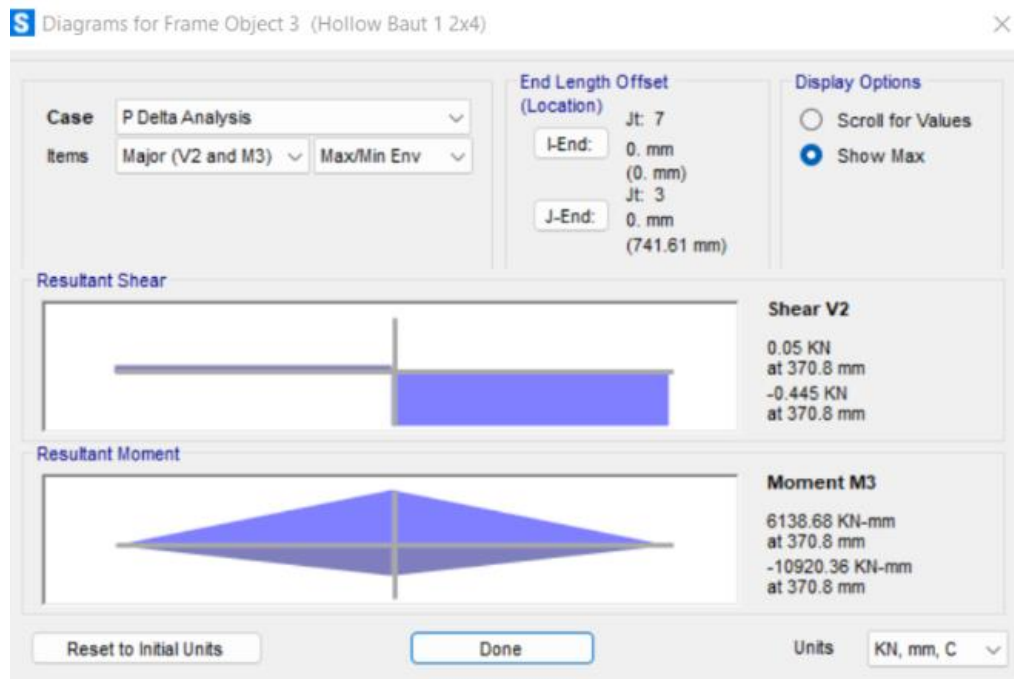 S Diagrams for Frame Object 3 (Hollow Baut 1 2x4)
Case P Delta Analysis
Items Major (V2 and M3) Max/Min Env
End Length Offset
(Location)
Jt: 7
I-End: 0. mm
(0. mm)
Jt: 3
J-End: 0. mm
(741.61 mm)
Display Options
Scroll for Values
Show Max
Resultant Shear
Shear V2
0.05 KN
at 370.8 mm
-0.445 KN
at 370.8 mm
Resultant Moment
Moment M3
6138.68 KN-mm
at 370.8 mm
-10920.36 KN-mm
at 370.8 mm
Reset to Initial Units Done Units KN, mm, C